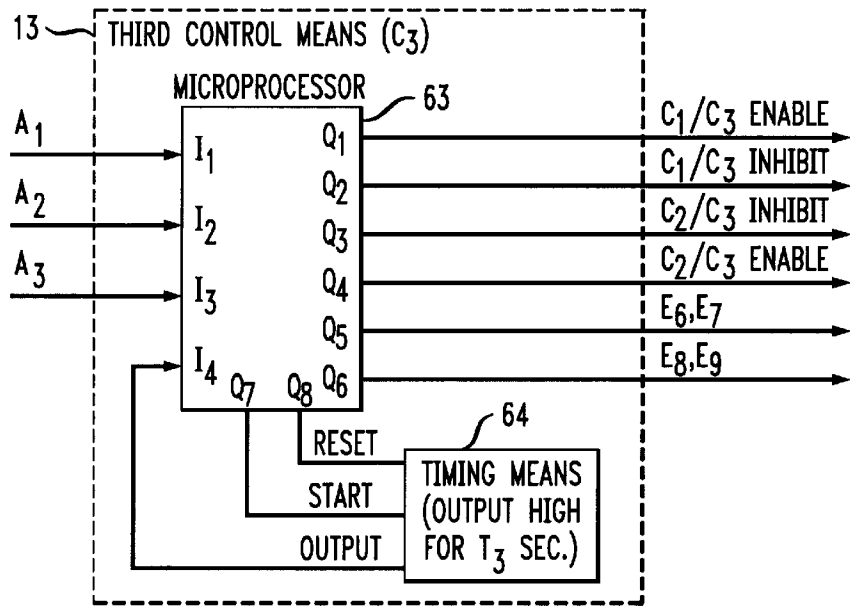 13
THIRD CONTROL MEANS (C3)
MICROPROCESSOR
63
A1
I1
Q1
C1/C3 ENABLE
Q2
C1/C3 INHIBIT
A2
I2
Q3
C2/C3 INHIBIT
A3
I3
Q4
C2/C3 ENABLE
Q5
E6,E7
I4
Q7
Q8
Q6
E8,E9
RESET
64
START
OUTPUT
TIMING MEANS
(OUTPUT HIGH
FOR T3 SEC.)